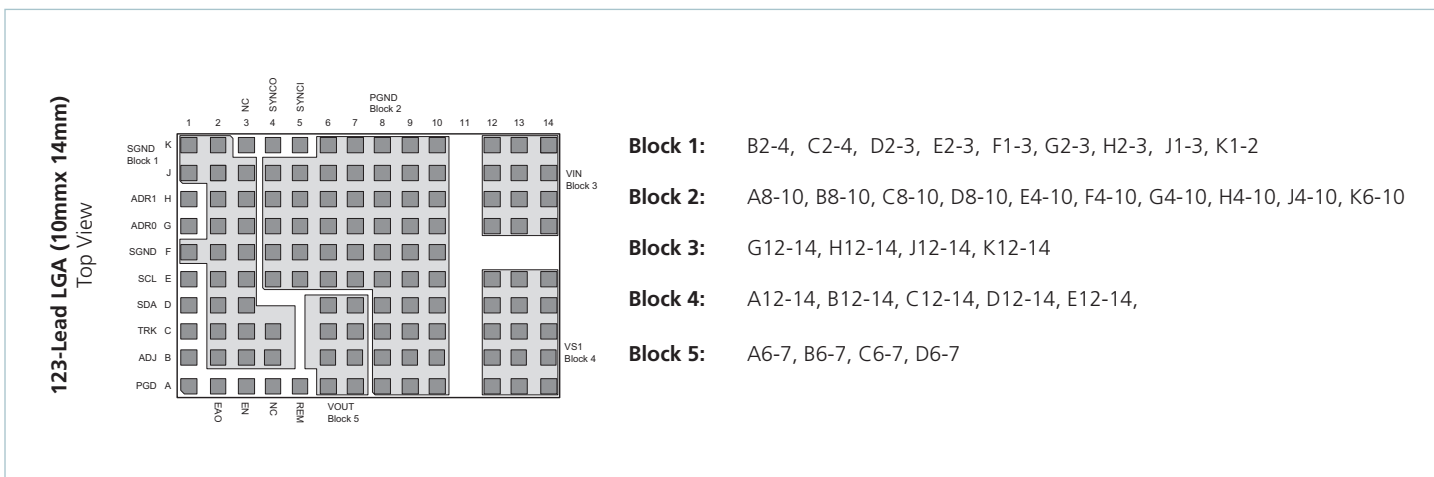 123-Lead LGA (10mmx 14mm)
Top View
NC
SYNCO
SYNCI
PGND
Block 2
1 2 3 4 5 6 7 8 9 10 11 12 13 14
SGND
Block 1
K
J
ADR1 H
ADR0 G
SGND F
SCL E
SDA D
TRK C
ADJ B
PGD A
VIN
Block 3
VS1
Block 4
EAO
EN
NC
REM
VOUT
Block 5
Block 1: B2-4, C2-4, D2-3, E2-3, F1-3, G2-3, H2-3, J1-3, K1-2
Block 2: A8-10, B8-10, C8-10, D8-10, E4-10, F4-10, G4-10, H4-10, J4-10, K6-10
Block 3: G12-14, H12-14, J12-14, K12-14
Block 4: A12-14, B12-14, C12-14, D12-14, E12-14,
Block 5: A6-7, B6-7, C6-7, D6-7